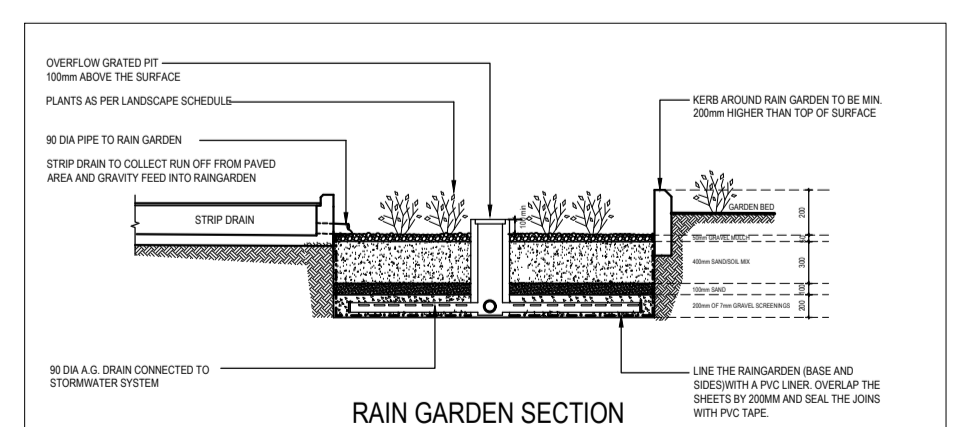 OVERFLOW GRATED PIT
100mm ABOVE THE SURFACE
PLANTS AS PER LANDSCAPE SCHEDULE
90 DIA PIPE TO RAIN GARDEN
STRIP DRAIN TO COLLECT RUN OFF FROM PAVED
AREA AND GRAVITY FEED INTO RAINGARDEN
STRIP DRAIN
KERB AROUND RAIN GARDEN TO BE MIN.
200mm HIGHER THAN TOP OF SURFACE
GARDEN BED
200
50mm GRAVEL MULCH
400mm SAND/SOIL MIX
300
100mm SAND
100
200mm OF 7mm GRAVEL SCREENINGS
200
90 DIA A.G. DRAIN CONNECTED TO
STORMWATER SYSTEM
LINE THE RAINGARDEN (BASE AND
SIDES)WITH A PVC LINER. OVERLAP THE
SHEETS BY 200MM AND SEAL THE JOINS
WITH PVC TAPE.
RAIN GARDEN SECTION